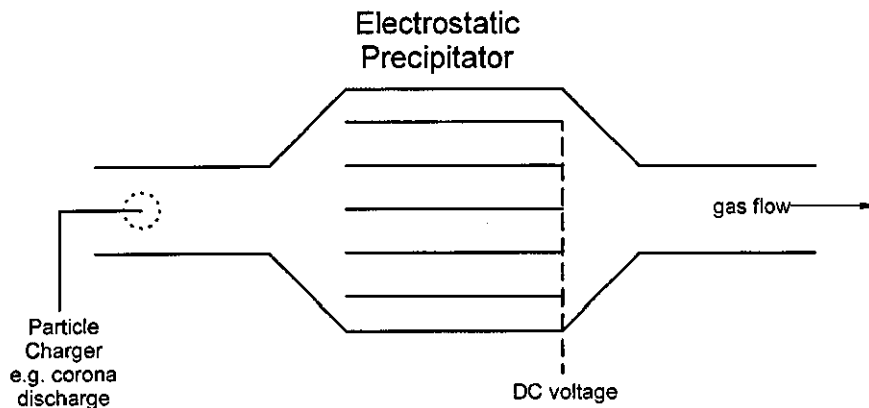 Electrostatic
Precipitator
gas flow
Particle
Charger
e.g. corona
discharge
DC voltage